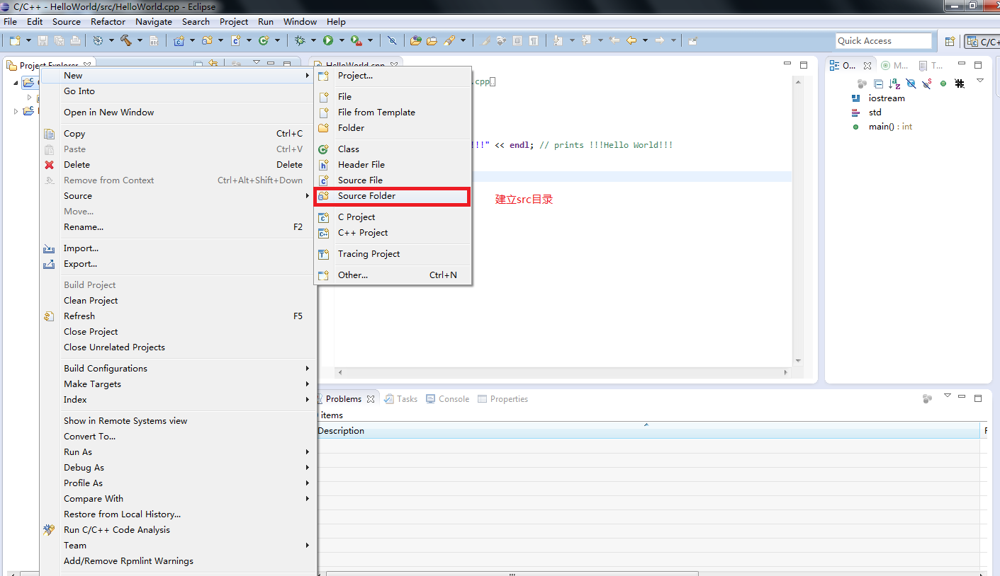 C/C++ - HelloWorld/src/HelloWorld.cpp - Eclipse
File Edit Source Refactor Navigate Search Project Run Window Help
Quick Access
C/C+
Project Explorer
HelloWorld.cpp
O...
M...
T...
New
Go Into
Open in New Window
Copy Ctrl+C
Paste Ctrl+V
Delete Delete
Remove from Context Ctrl+Alt+Shift+Down
Source
Move...
Rename... F2
Import...
Export...
Build Project
Clean Project
Refresh F5
Close Project
Close Unrelated Projects
Build Configurations
Make Targets
Index
Show in Remote Systems view
Convert To...
Run As
Debug As
Profile As
Compare With
Restore from Local History...
Run C/C++ Code Analysis
Team
Add/Remove Rpmlint Warnings
Project...
File
File from Template
Folder
Class
Header File
Source File
Source Folder
C Project
C++ Project
Tracing Project
Other... Ctrl+N
.cpp
!!!" << endl; // prints !!!Hello World!!!
建立src目录
iostream
std
main() : int
Problems
Tasks
Console
Properties
items
Description